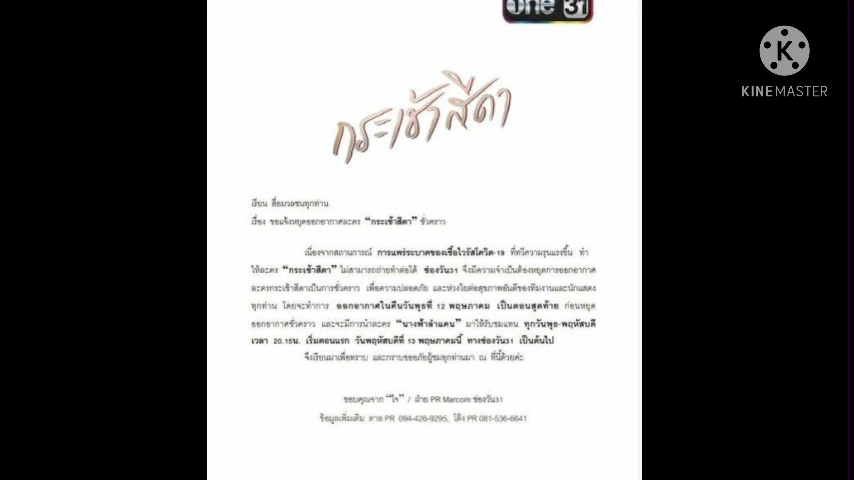 one 31
KINEMASTER
กระเช้าสีดา
เรียน สื่อมวลชนทุกท่าน
เรื่อง ขอแจ้งหยุดออกอากาศละคร “กระเช้าสีดา” ชั่วคราว
เนื่องจากสถานการณ์ การแพร่ระบาดของเชื้อไวรัสโควิด-19 ที่ทวีความรุนแรงขึ้น ทำ
ให้ละคร “กระเช้าสีดา” ไม่สามารถถ่ายทำต่อได้ ช่องวัน31 จึงมีความจำเป็นต้องหยุดการออกอากาศ
ละครกระเช้าสีดาเป็นการชั่วคราว เพื่อความปลอดภัย และห่วงใยต่อสุขภาพอันดีของทีมงานและนักแสดง
ทุกท่าน โดยจะทำการ ออกอากาศในคืนวันพุธที่ 12 พฤษภาคม เป็นตอนสุดท้าย ก่อนหยุด
ออกอากาศชั่วคราว และจะมีการนำละคร “นางฟ้าลำแคน” มาให้รับชมแทน ทุกวันพุธ-พฤหัสบดี
เวลา 20.15น. เริ่มตอนแรก วันพฤหัสบดีที่ 13 พฤษภาคมนี้ ทางช่องวัน31 เป็นต้นไป
จึงเรียนมาเพื่อทราบ และกราบขออภัยผู้ชมทุกท่านมา ณ ที่นี้ด้วยค่ะ
ขอบคุณจาก “ใจ” / ฝ่าย PR Marcom ช่องวัน31
ข้อมูลเพิ่มเติม ตาล PR 094-426-9295, โต้ง PR 081-536-6641